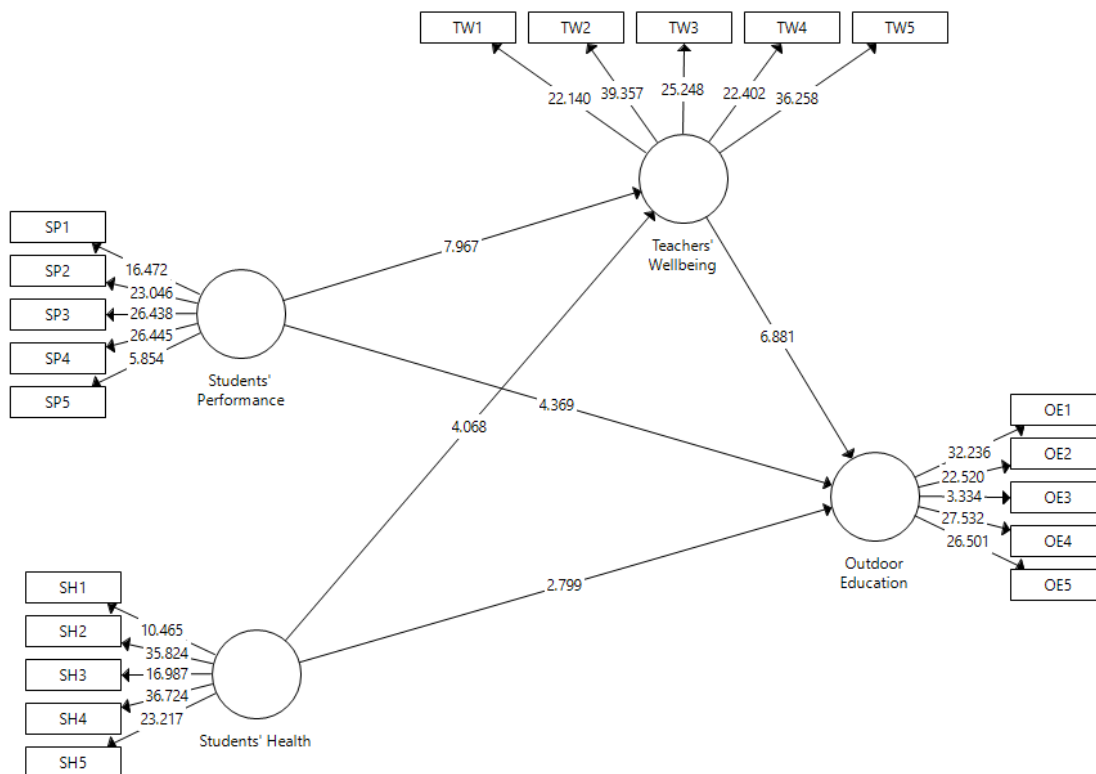 TW1
TW2
TW3
TW4
TW5
22.140
39.357
25.248
22.402
36.258
Teachers'
Wellbeing
SP1
SP2
SP3
SP4
SP5
16.472
23.046
26.438
26.445
5.854
Students'
Performance
7.967
6.881
4.369
4.068
2.799
OE1
OE2
OE3
OE4
OE5
32.236
22.520
3.334
27.532
26.501
Outdoor
Education
SH1
SH2
SH3
SH4
SH5
10.465
35.824
16.987
36.724
23.217
Students' Health